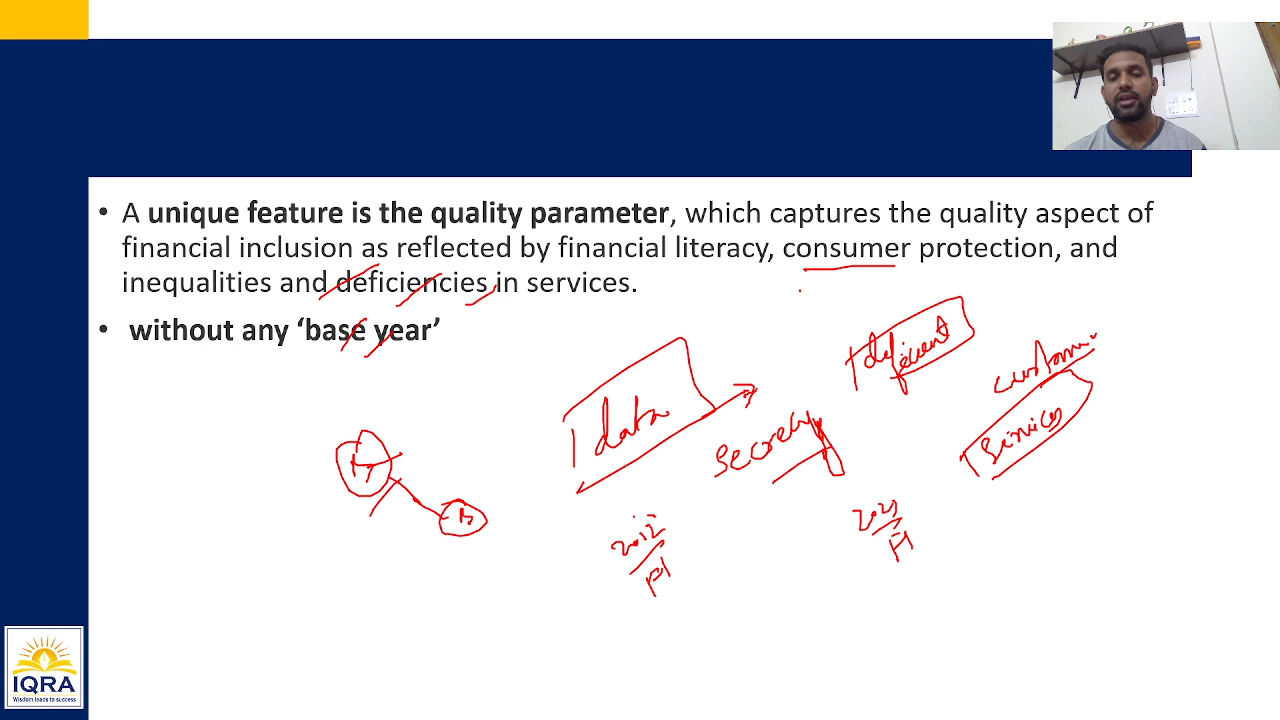 • A unique feature is the quality parameter, which captures the quality aspect of
financial inclusion as reflected by financial literacy, consumer protection, and
inequalities and deficiencies in services.
• without any ‘base year’
deficient
data
secrecy
services
B
2012
FI
FI
IQRA
Wisdom leads to success